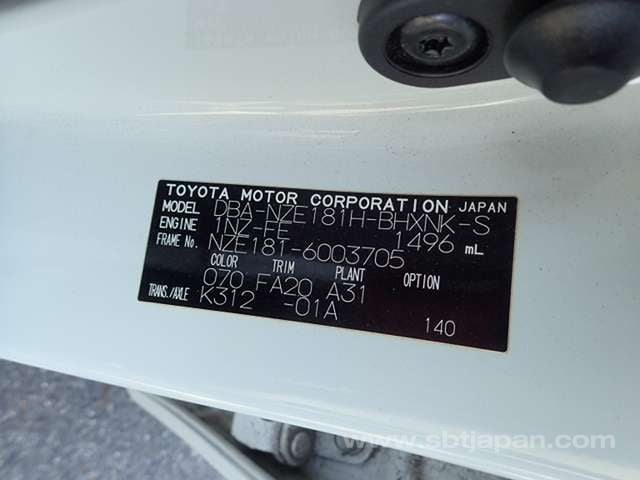 TOYOTA MOTOR CORPORATION JAPAN
MODEL DBA-NZE181H-BHXNK-S
ENGINE 1NZ-FE 1496 mL
FRAME No. NZE181-6003705
COLOR TRIM PLANT OPTION
070 FA20 A31
TRANS./AXLE K312 -01A
140
www.sbtjapan.com